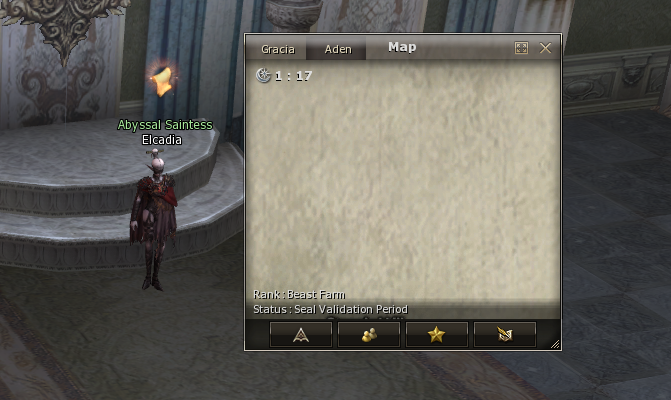 Gracia Aden Map
1 : 17
Abyssal Saintess
Elcadia
Rank : Beast Farm
Status : Seal Validation Period